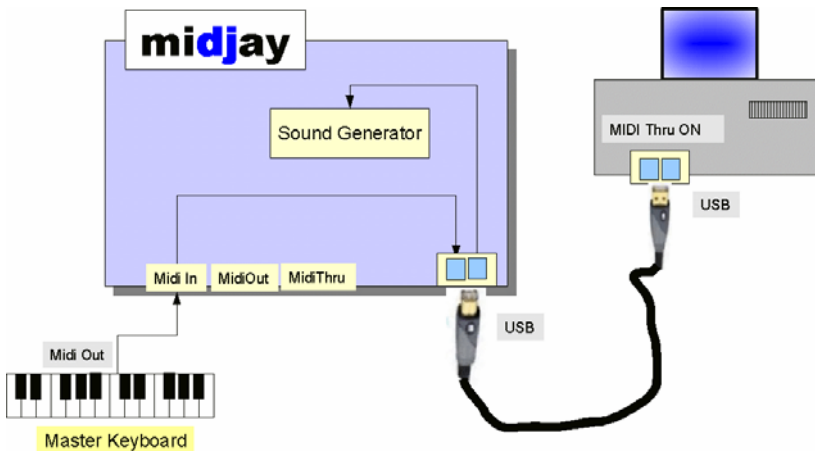 midjay
Sound Generator
MIDI Thru ON
USB
Midi In
MidiOut
MidiThru
USB
Midi Out
Master Keyboard